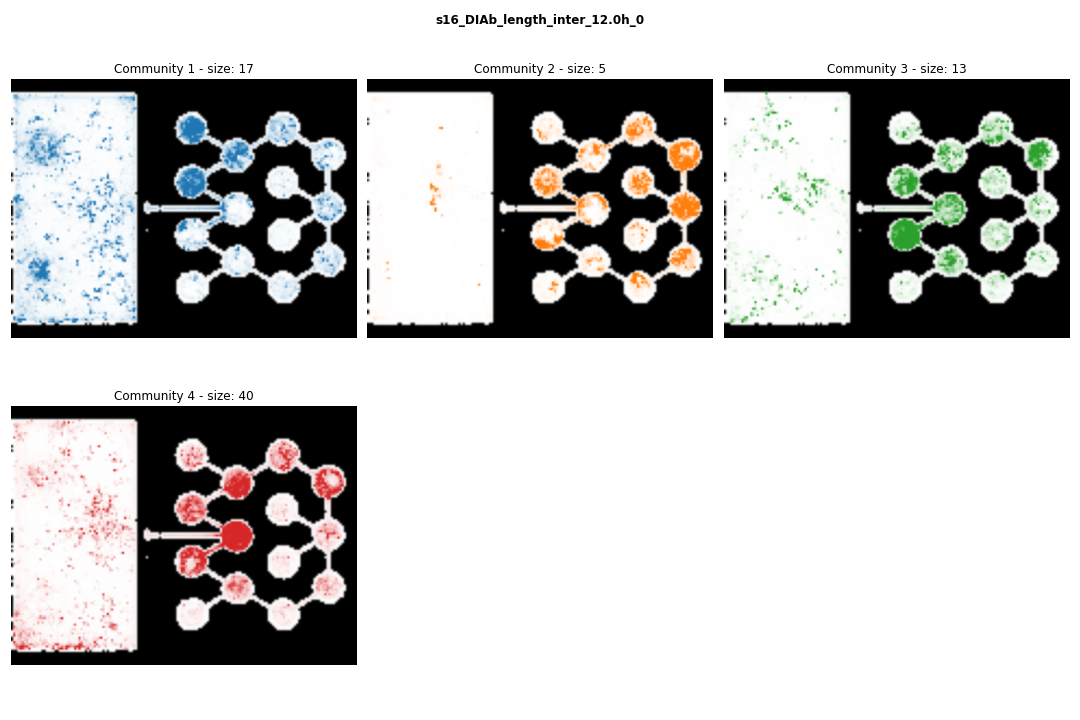 s16_DIAb_length_inter_12.0h_0
Community 1 - size: 17
Community 2 - size: 5
Community 3 - size: 13
Community 4 - size: 40